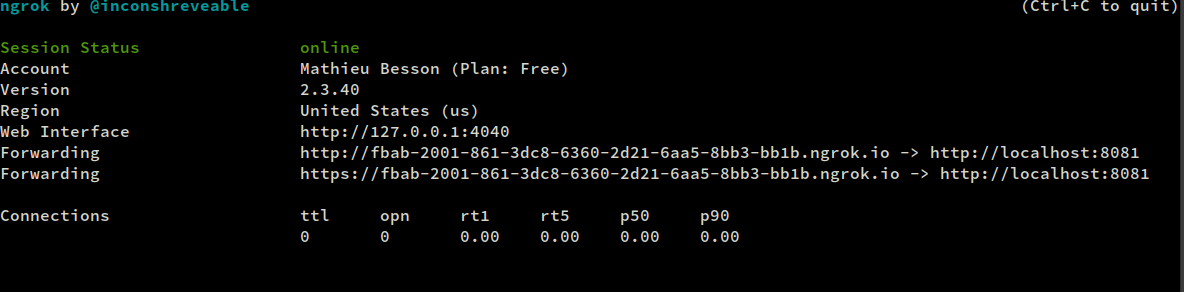 ngrok by @inconshreveable (Ctrl+C to quit)
Session Status online
Account Mathieu Besson (Plan: Free)
Version 2.3.40
Region United States (us)
Web Interface http://127.0.0.1:4040
Forwarding http://fbab-2001-861-3dc8-6360-2d21-6aa5-8bb3-bb1b.ngrok.io -> http://localhost:8081
Forwarding https://fbab-2001-861-3dc8-6360-2d21-6aa5-8bb3-bb1b.ngrok.io -> http://localhost:8081
Connections ttl opn rt1 rt5 p50 p90
0 0 0.00 0.00 0.00 0.00